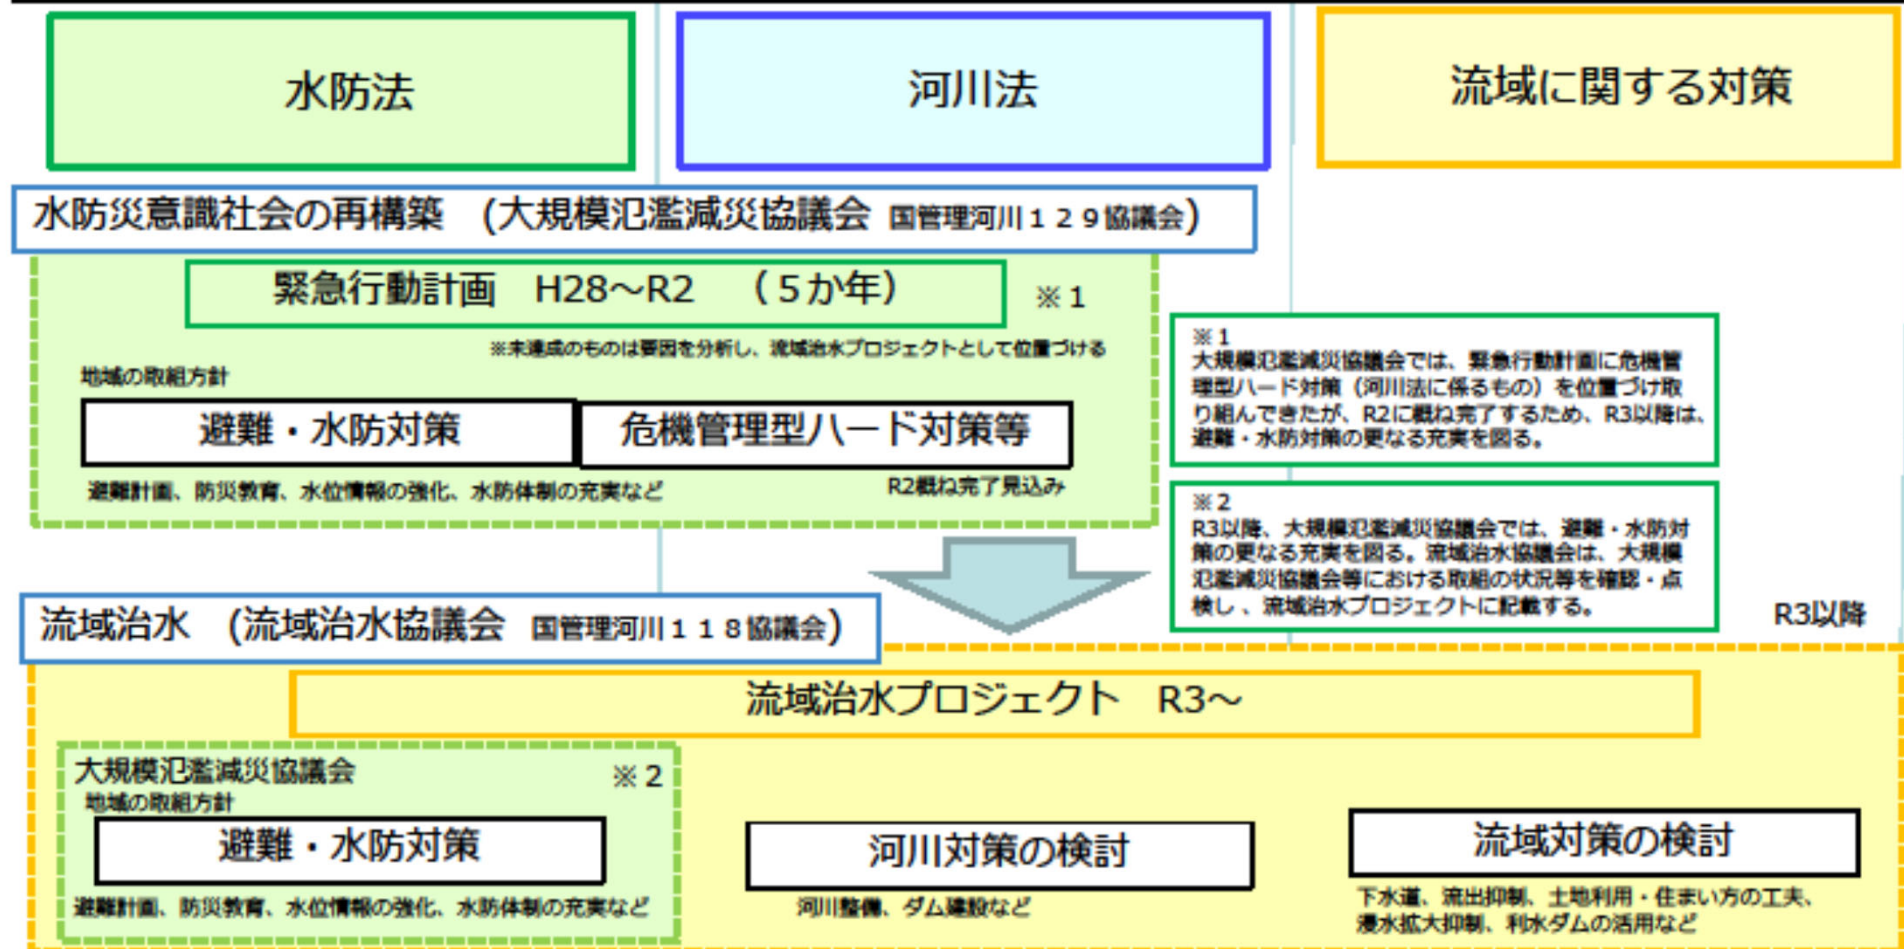 水防法
河川法
流域に関する対策
水防災意識社会の再構築 (大規模氾濫減災協議会 国管理河川１２９協議会)
緊急行動計画 H28～R2 （５か年）
※１
※未達成のものは要因を分析し、流域治水プロジェクトとして位置づける
地域の取組方針
避難・水防対策
危機管理型ハード対策等
避難計画、防災教育、水位情報の強化、水防体制の充実など
R2概ね完了見込み
※１
大規模氾濫減災協議会では、緊急行動計画に危機管
理型ハード対策（河川法に係るもの）を位置づけ取
り組んできたが、R2に概ね完了するため、R3以降は、
避難・水防対策の更なる充実を図る。
※２
R3以降、大規模氾濫減災協議会では、避難・水防対
策の更なる充実を図る。流域治水協議会は、大規模
氾濫減災協議会等における取組の状況等を確認・点
検し 、流域治水プロジェクトに記載する。
R3以降
流域治水 (流域治水協議会 国管理河川１１８協議会)
流域治水プロジェクト R3～
大規模氾濫減災協議会
※２
地域の取組方針
避難・水防対策
避難計画、防災教育、水位情報の強化、水防体制の充実など
河川対策の検討
河川整備、ダム建設など
流域対策の検討
下水道、流出抑制、土地利用・住まい方の工夫、
浸水拡大抑制、利水ダムの活用など